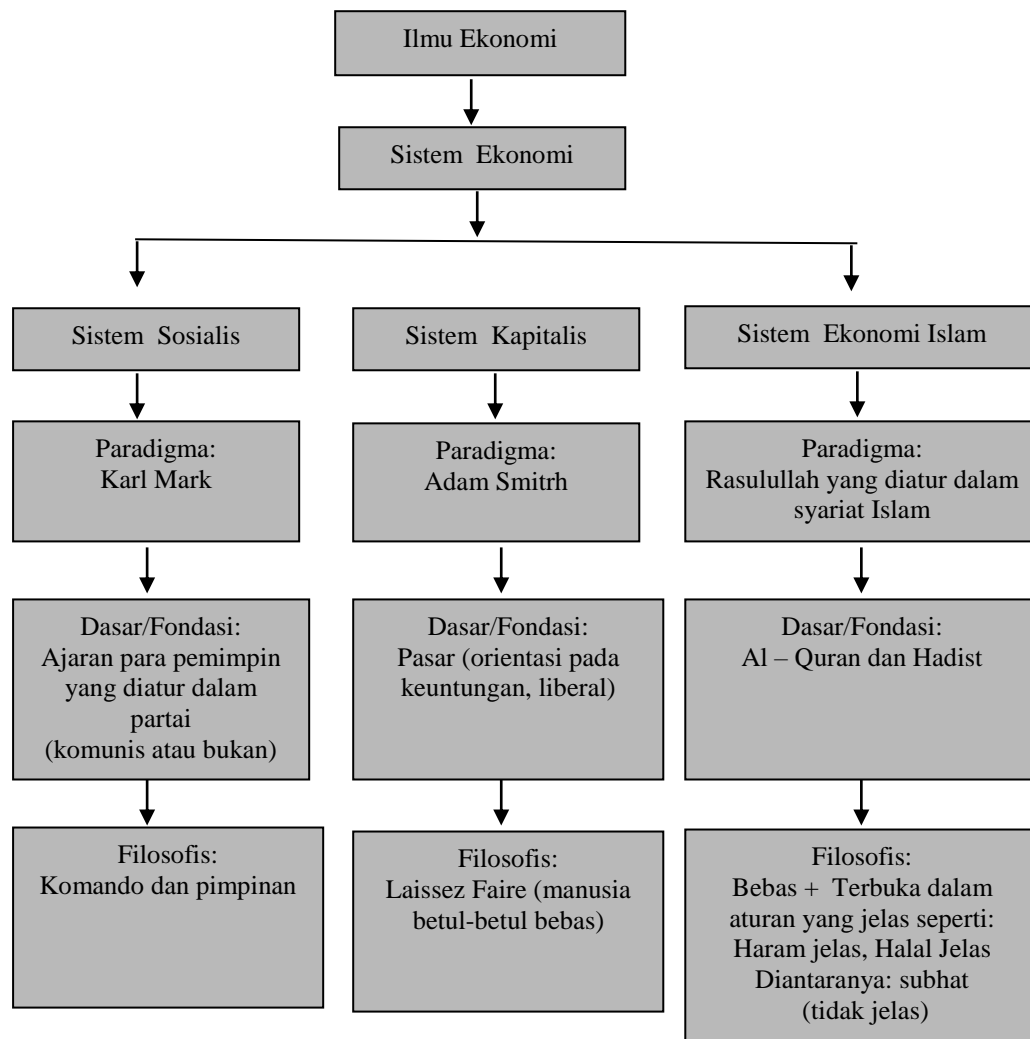 Ilmu Ekonomi
Sistem Ekonomi
Sistem Sosialis
Sistem Kapitalis
Sistem Ekonomi Islam
Paradigma:
Karl Mark
Paradigma:
Adam Smitrh
Paradigma:
Rasulullah yang diatur dalam
syariat Islam
Dasar/Fondasi:
Ajaran para pemimpin
yang diatur dalam
partai
(komunis atau bukan)
Dasar/Fondasi:
Pasar (orientasi pada
keuntungan, liberal)
Dasar/Fondasi:
Al – Quran dan Hadist
Filosofis:
Komando dan pimpinan
Filosofis:
Laissez Faire (manusia
betul-betul bebas)
Filosofis:
Bebas + Terbuka dalam
aturan yang jelas seperti:
Haram jelas, Halal Jelas
Diantaranya: subhat
(tidak jelas)